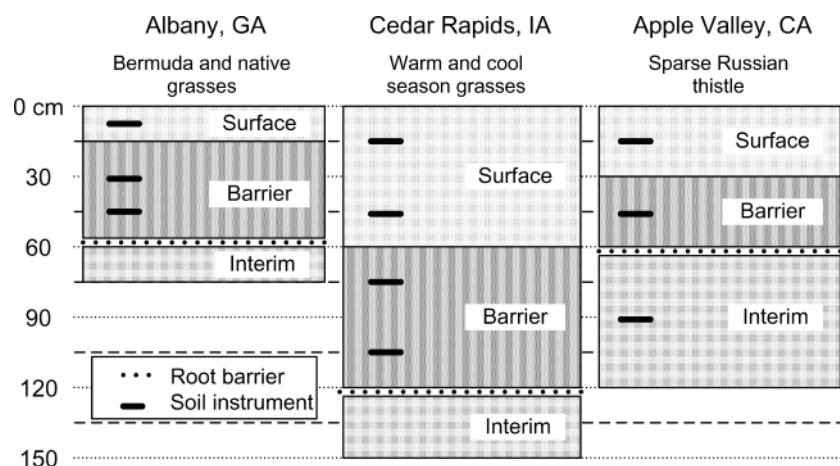 Albany, GA
Bermuda and native
grasses
Cedar Rapids, IA
Warm and cool
season grasses
Apple Valley, CA
Sparse Russian
thistle
0 cm
30
60
90
120
150
Surface
Barrier
Interim
Surface
Barrier
Interim
Surface
Barrier
Interim
Root barrier
Soil instrument